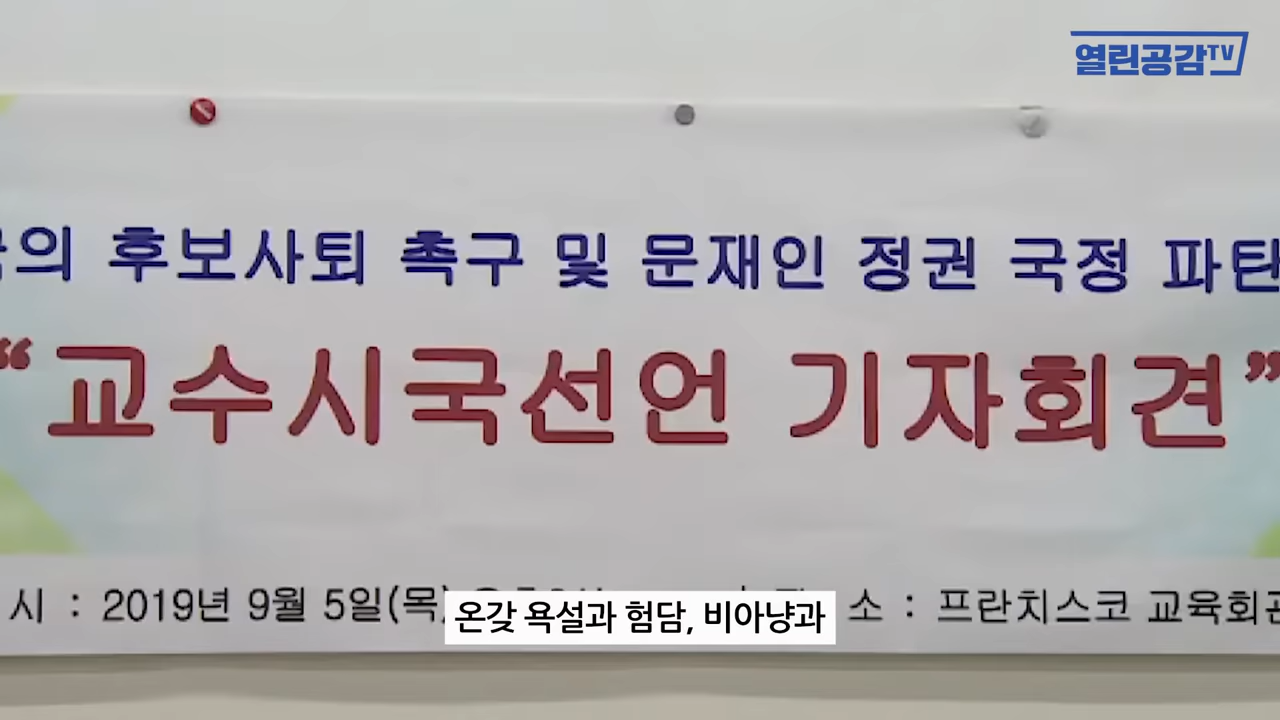 열린공감TV
의 후보사퇴 촉구 및 문재인 정권 국정 파탄
“교수시국선언 기자회견”
시 : 2019년 9월 5일(목) 소 : 프란치스코 교육회관
온갖 욕설과 험담, 비아냥과